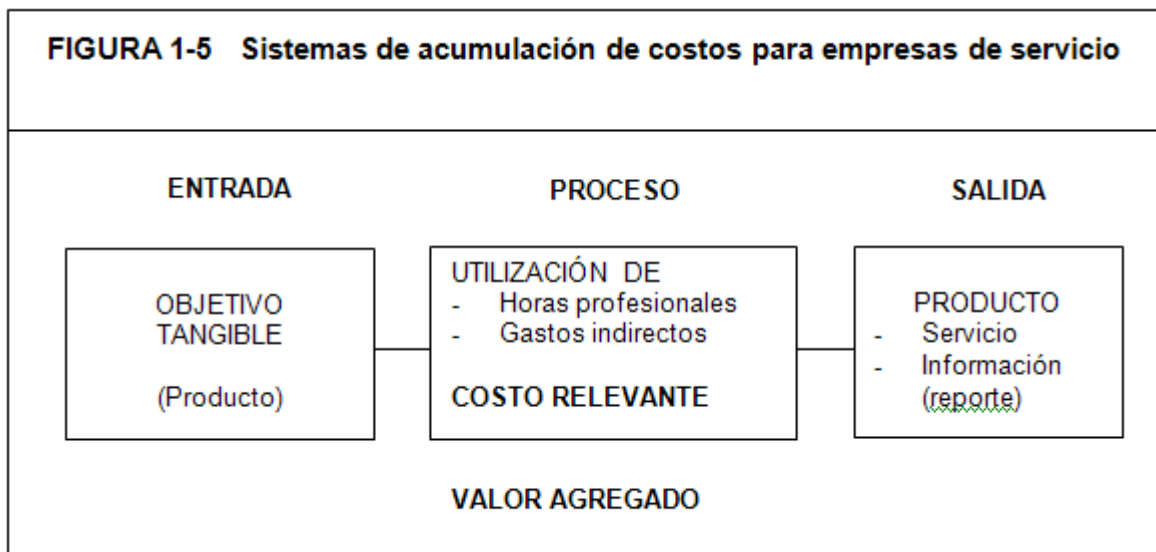 FIGURA 1-5 Sistemas de acumulación de costos para empresas de servicio
ENTRADA
PROCESO
SALIDA
OBJETIVO
TANGIBLE
(Producto)
UTILIZACIÓN DE
- Horas profesionales
- Gastos indirectos
COSTO RELEVANTE
PRODUCTO
- Servicio
- Información
(reporte)
VALOR AGREGADO